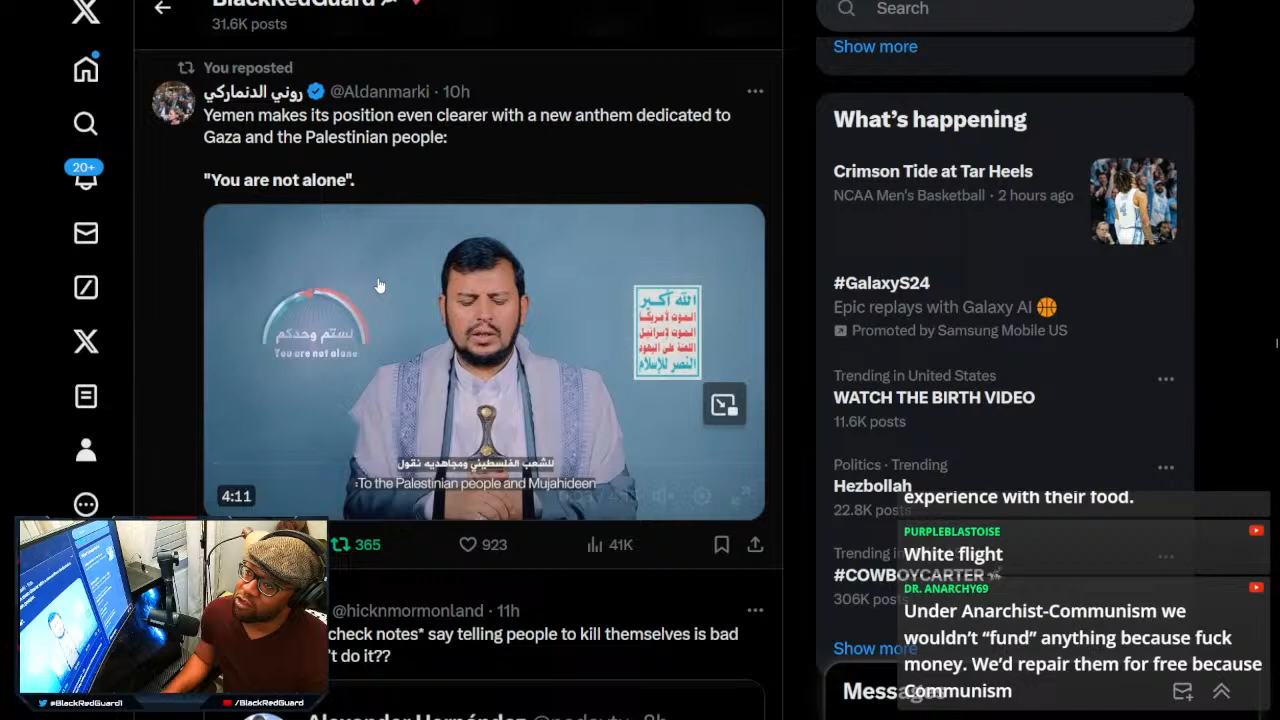 BlackRedGuard
31.6K posts
Search
Show more
You reposted
روني الدنماركي @Aldanmarki · 10h
Yemen makes its position even clearer with a new anthem dedicated to
Gaza and the Palestinian people:
"You are not alone".
لستم وحدكم
You are not alone
الله أكبر
الموت لأمريكا
الموت لإسرائيل
اللعنة على اليهود
النصر للإسلام
للشعب الفلسطيني ومجاهديه نقول
:To the Palestinian people and Mujahideen
4:11
365
923
41K
@hicknmormonland · 11h
check notes* say telling people to kill themselves is bad
't do it??
Alexander Hernández
20+
What's happening
Crimson Tide at Tar Heels
NCAA Men's Basketball · 2 hours ago
#GalaxyS24
Epic replays with Galaxy AI
Promoted by Samsung Mobile US
Trending in United States
WATCH THE BIRTH VIDEO
11.6K posts
Politics · Trending
Hezbollah
22.8K posts
Trending in
#COWBOYCARTER
306K posts
Show more
Messages
experience with their food.
PURPLEBLASTOISE
White flight
DR. ANARCHY69
Under Anarchist-Communism we
wouldn't “fund” anything because fuck
money. We'd repair them for free because
Communism
@BlackRedGuard1
/BlackRedGuard